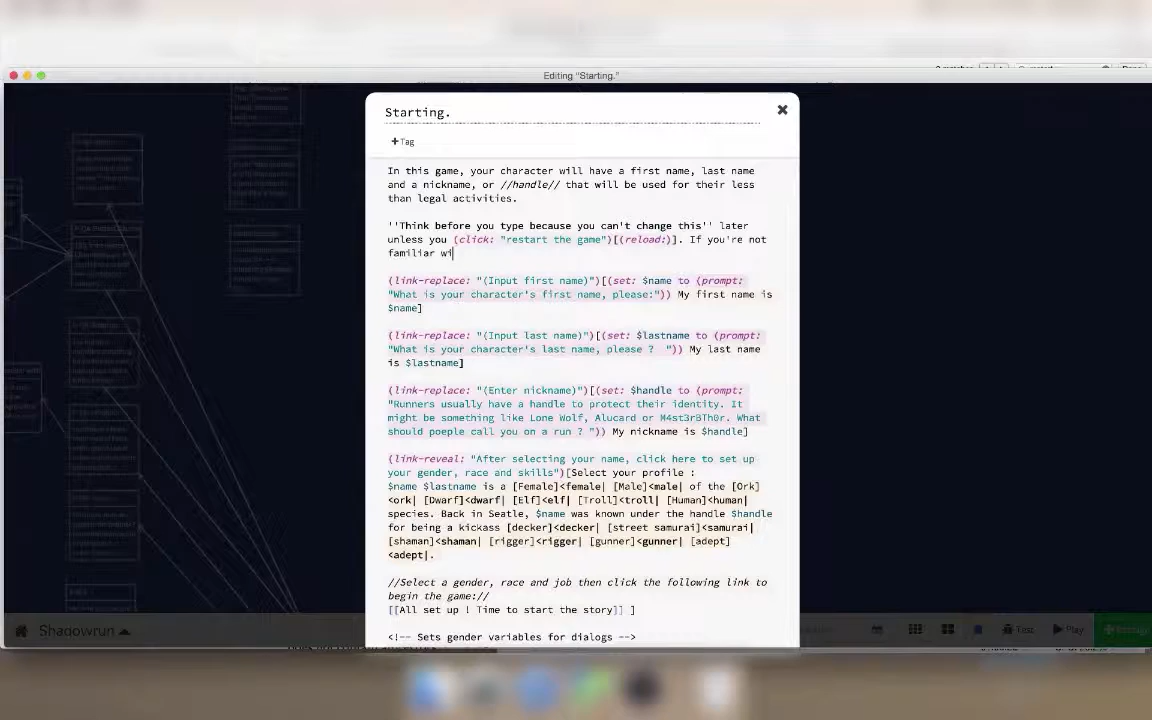 Editing "Starting."
Starting.
+ Tag
In this game, your character will have a first name, last name
and a nickname, or //handle// that will be used for their less
than legal activities.
''Think before you type because you can't change this'' later
unless you (click: "restart the game")[(reload:)]. If you're not
familiar wi
(link-replace: "(Input first name)")[(set: $name to (prompt:
"What is your character's first name, please:")) My first name is
$name]
(link-replace: "(Input last name)")[(set: $lastname to (prompt:
"What is your character's last name, please ?  ")) My last name
is $lastname]
(link-replace: "(Enter nickname)")[(set: $handle to (prompt:
"Runners usually have a handle to protect their identity. It
might be something like Lone Wolf, Alucard or M4st3rBTh0r. What
should poeple call you on a run ? ")) My nickname is $handle]
(link-reveal: "After selecting your name, click here to set up
your gender, race and skills")[Select your profile :
$name $lastname is a [Female]<female| [Male]<male| of the [Ork]
<ork| [Dwarf]<dwarf| [Elf]<elf| [Troll]<troll| [Human]<human|
species. Back in Seatle, $name was known under the handle $handle
for being a kickass [decker]<decker| [street samurai]<samurai|
[shaman]<shaman| [rigger]<rigger| [gunner]<gunner| [adept]
<adept|.
//Select a gender, race and job then click the following link to
begin the game://
[[All set up ! Time to start the story]] ]
<!-- Sets gender variables for dialogs -->
Shadowrun
Test
Play